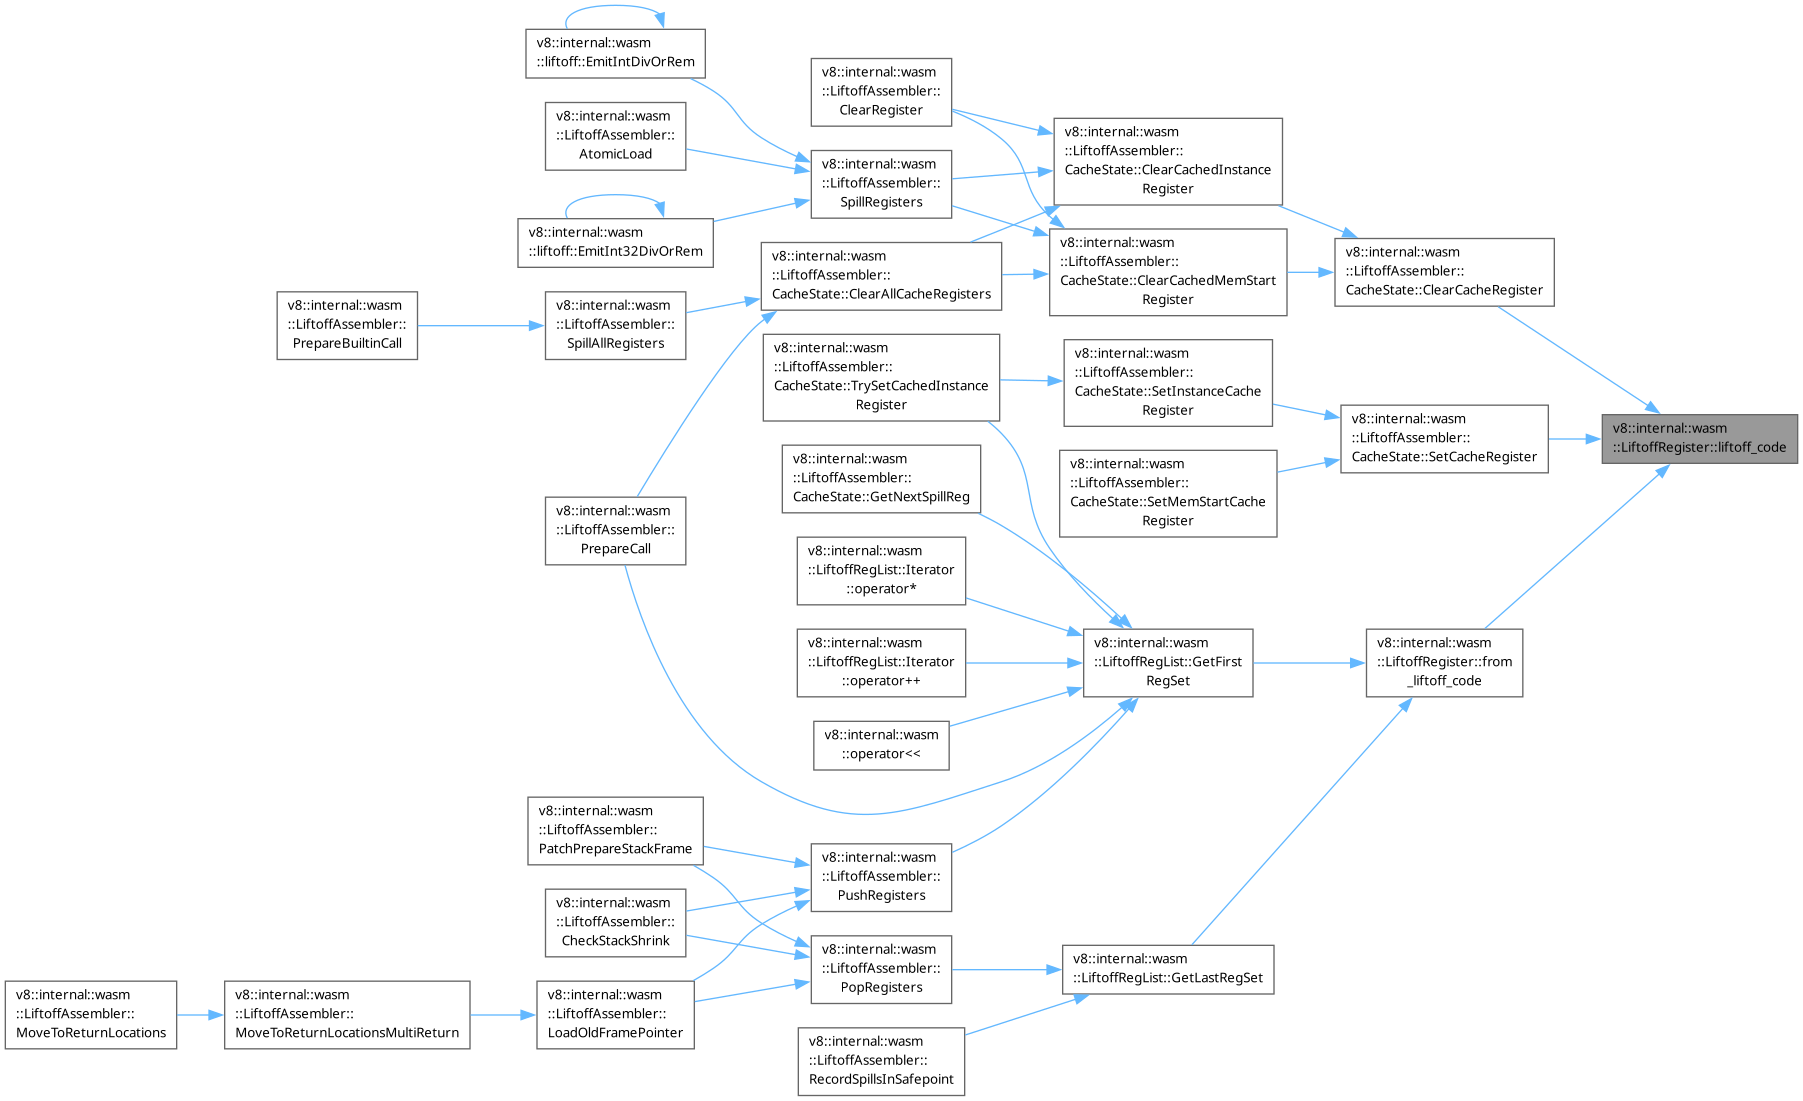 v8::internal::wasm
::liftoff::EmitIntDivOrRem
v8::internal::wasm
::LiftoffAssembler::
AtomicLoad
v8::internal::wasm
::liftoff::EmitInt32DivOrRem
v8::internal::wasm
::LiftoffAssembler::
PrepareBuiltinCall
v8::internal::wasm
::LiftoffAssembler::
SpillAllRegisters
v8::internal::wasm
::LiftoffAssembler::
PrepareCall
v8::internal::wasm
::LiftoffAssembler::
PatchPrepareStackFrame
v8::internal::wasm
::LiftoffAssembler::
CheckStackShrink
v8::internal::wasm
::LiftoffAssembler::
MoveToReturnLocations
v8::internal::wasm
::LiftoffAssembler::
MoveToReturnLocationsMultiReturn
v8::internal::wasm
::LiftoffAssembler::
LoadOldFramePointer
v8::internal::wasm
::LiftoffAssembler::
ClearRegister
v8::internal::wasm
::LiftoffAssembler::
SpillRegisters
v8::internal::wasm
::LiftoffAssembler::
CacheState::ClearAllCacheRegisters
v8::internal::wasm
::LiftoffAssembler::
CacheState::TrySetCachedInstance
Register
v8::internal::wasm
::LiftoffAssembler::
CacheState::GetNextSpillReg
v8::internal::wasm
::LiftoffRegList::Iterator
::operator*
v8::internal::wasm
::LiftoffRegList::Iterator
::operator++
v8::internal::wasm
::operator<<
v8::internal::wasm
::LiftoffAssembler::
PushRegisters
v8::internal::wasm
::LiftoffAssembler::
PopRegisters
v8::internal::wasm
::LiftoffAssembler::
RecordSpillsInSafepoint
v8::internal::wasm
::LiftoffAssembler::
CacheState::ClearCachedInstance
Register
v8::internal::wasm
::LiftoffAssembler::
CacheState::ClearCachedMemStart
Register
v8::internal::wasm
::LiftoffAssembler::
CacheState::SetInstanceCache
Register
v8::internal::wasm
::LiftoffAssembler::
CacheState::SetMemStartCache
Register
v8::internal::wasm
::LiftoffRegList::GetFirst
RegSet
v8::internal::wasm
::LiftoffRegList::GetLastRegSet
v8::internal::wasm
::LiftoffAssembler::
CacheState::ClearCacheRegister
v8::internal::wasm
::LiftoffAssembler::
CacheState::SetCacheRegister
v8::internal::wasm
::LiftoffRegister::from
_liftoff_code
v8::internal::wasm
::LiftoffRegister::liftoff_code